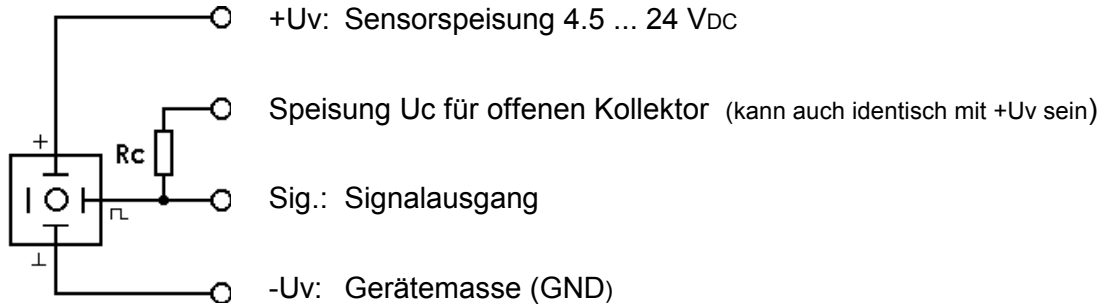 +Uv: Sensorspeisung 4.5 ... 24 VDC
Speisung Uc für offenen Kollektor (kann auch identisch mit +Uv sein)
+
Rc
Sig.: Signalausgang
⊥
-Uv: Gerätemasse (GND)